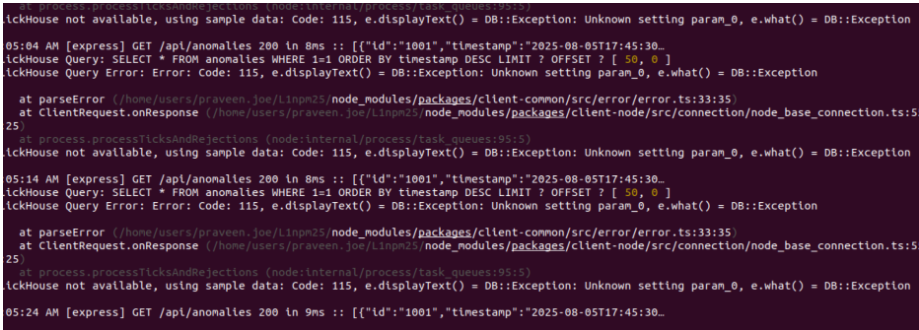 at process.processTicksAndRejections (node:internal/process/task_queues:95:5)
ickHouse not available, using sample data: Code: 115, e.displayText() = DB::Exception: Unknown setting param_0, e.what() = DB::Exception
:05:04 AM [express] GET /api/anomalies 200 in 8ms :: [{"id":"1001","timestamp":"2025-08-05T17:45:30…
ickHouse Query: SELECT * FROM anomalies WHERE 1=1 ORDER BY timestamp DESC LIMIT ? OFFSET ? [ 50, 0 ]
ickHouse Query Error: Error: Code: 115, e.displayText() = DB::Exception: Unknown setting param_0, e.what() = DB::Exception
at parseError (/home/users/praveen.joe/L1npm25/node_modules/packages/client-common/src/error/error.ts:33:35)
at ClientRequest.onResponse (/home/users/praveen.joe/L1npm25/node_modules/packages/client-node/src/connection/node_base_connection.ts:5
:25)
at process.processTicksAndRejections (node:internal/process/task_queues:95:5)
ickHouse not available, using sample data: Code: 115, e.displayText() = DB::Exception: Unknown setting param_0, e.what() = DB::Exception
:05:14 AM [express] GET /api/anomalies 200 in 8ms :: [{"id":"1001","timestamp":"2025-08-05T17:45:30…
ickHouse Query: SELECT * FROM anomalies WHERE 1=1 ORDER BY timestamp DESC LIMIT ? OFFSET ? [ 50, 0 ]
ickHouse Query Error: Error: Code: 115, e.displayText() = DB::Exception: Unknown setting param_0, e.what() = DB::Exception
at parseError (/home/users/praveen.joe/L1npm25/node_modules/packages/client-common/src/error/error.ts:33:35)
at ClientRequest.onResponse (/home/users/praveen.joe/L1npm25/node_modules/packages/client-node/src/connection/node_base_connection.ts:5
:25)
at process.processTicksAndRejections (node:internal/process/task_queues:95:5)
ickHouse not available, using sample data: Code: 115, e.displayText() = DB::Exception: Unknown setting param_0, e.what() = DB::Exception
:05:24 AM [express] GET /api/anomalies 200 in 9ms :: [{"id":"1001","timestamp":"2025-08-05T17:45:30…